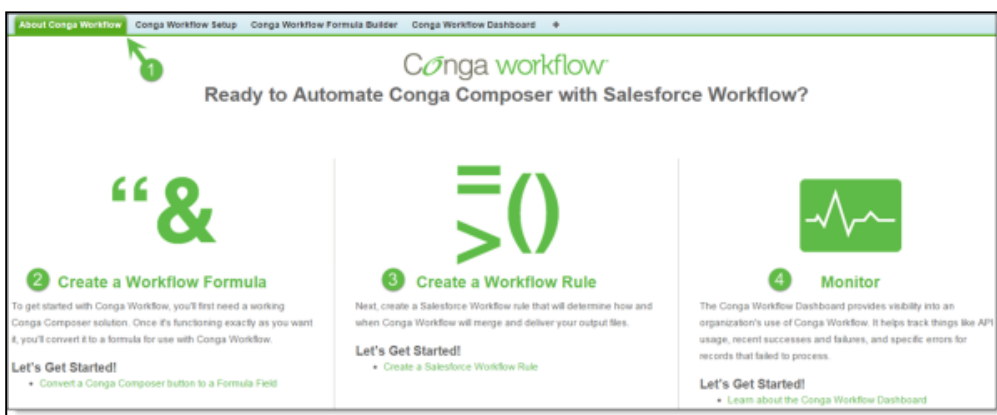 About Conga Workflow Conga Workflow Setup Conga Workflow Formula Builder Conga Workflow Dashboard +
1
Conga workflow
Ready to Automate Conga Composer with Salesforce Workflow?
“&
=
>()
2 Create a Workflow Formula
To get started with Conga Workflow, you'll first need a working
Conga Composer solution. Once it's functioning exactly as you want
it, you'll convert it to a formula for use with Conga Workflow.
Let's Get Started!
• Convert a Conga Composer button to a Formula Field
3 Create a Workflow Rule
Next, create a Salesforce Workflow rule that will determine how and
when Conga Workflow will merge and deliver your output files.
Let's Get Started!
• Create a Salesforce Workflow Rule
4 Monitor
The Conga Workflow Dashboard provides visibility into an
organization's use of Conga Workflow. It helps track things like API
usage, recent successes and failures, and specific errors for
records that failed to process.
Let's Get Started!
• Learn about the Conga Workflow Dashboard